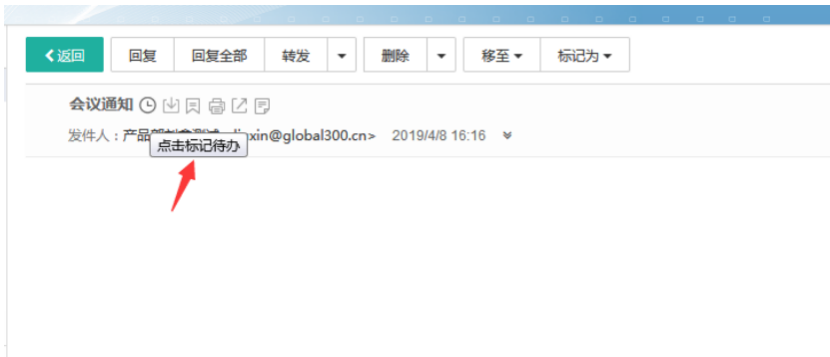 返回 回复 回复全部 转发 删除 移至 标记为
会议通知
发件人：产品部 xin@global300.cn> 2019/4/8 16:16
点击标记待办